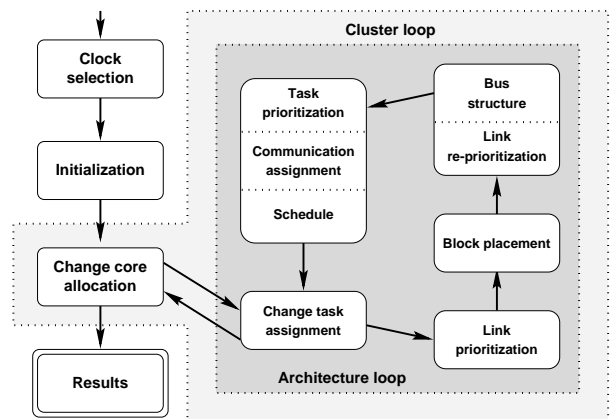 Cluster loop
Clock
selection
Initialization
Change core
allocation
Results
Task
prioritization
Communication
assignment
Schedule
Change task
assignment
Bus
structure
Link
re-prioritization
Block placement
Link
prioritization
Architecture loop